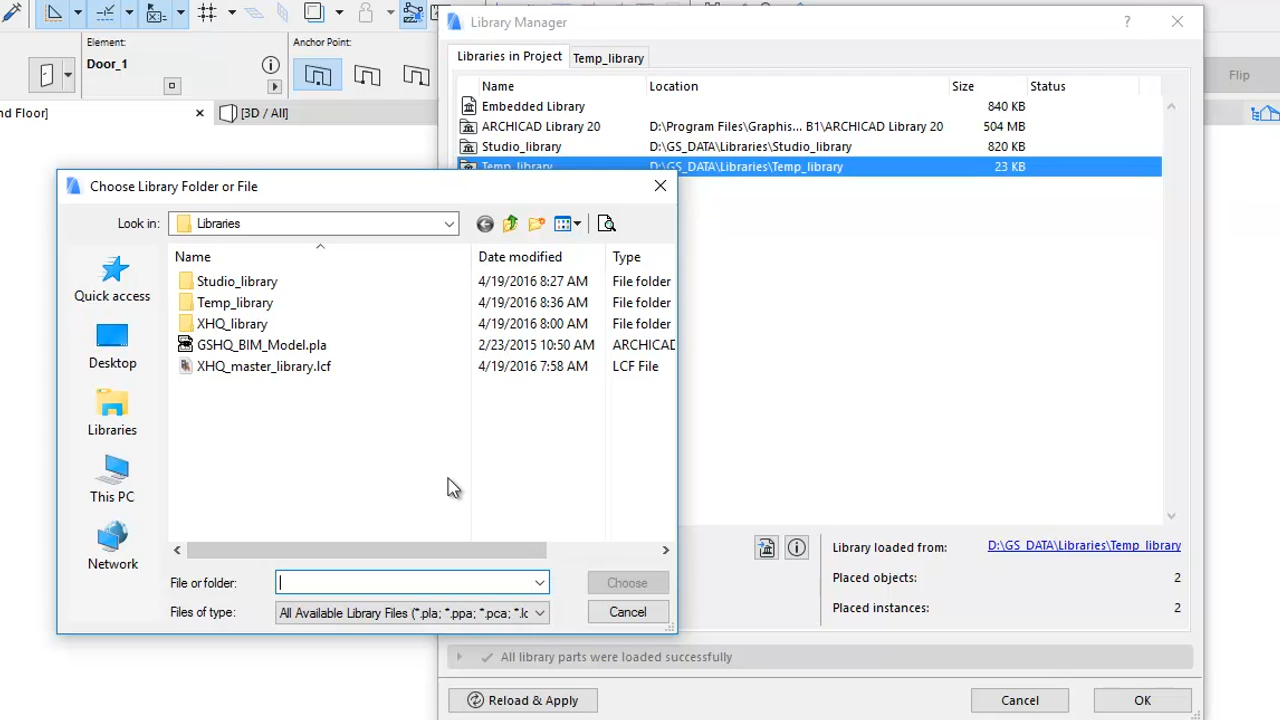 Library Manager
?
Element:
Anchor Point:
Door_1
Libraries in Project
Temp_library
Flip
nd Floor]
[3D / All]
Name Location Size Status
Embedded Library 840 KB
ARCHICAD Library 20 D:\Program Files\Graphis... B1\ARCHICAD Library 20 504 MB
Studio_library D:\GS_DATA\Libraries\Studio_library 820 KB
Temp_library D:\GS_DATA\Libraries\Temp_library 23 KB
Choose Library Folder or File
Look in: Libraries
Name Date modified Type
Studio_library 4/19/2016 8:27 AM File folder
Temp_library 4/19/2016 8:36 AM File folder
XHQ_library 4/19/2016 8:00 AM File folder
GSHQ_BIM_Model.pla 2/23/2015 10:50 AM ARCHICAD
XHQ_master_library.lcf 4/19/2016 7:58 AM LCF File
Quick access
Desktop
Libraries
This PC
Network
File or folder: Choose
Files of type: All Available Library Files (*.pla; *.ppa; *.pca; *.lc Cancel
Library loaded from: D:\GS_DATA\Libraries\Temp_library
Placed objects: 2
Placed instances: 2
All library parts were loaded successfully
Reload & Apply Cancel OK